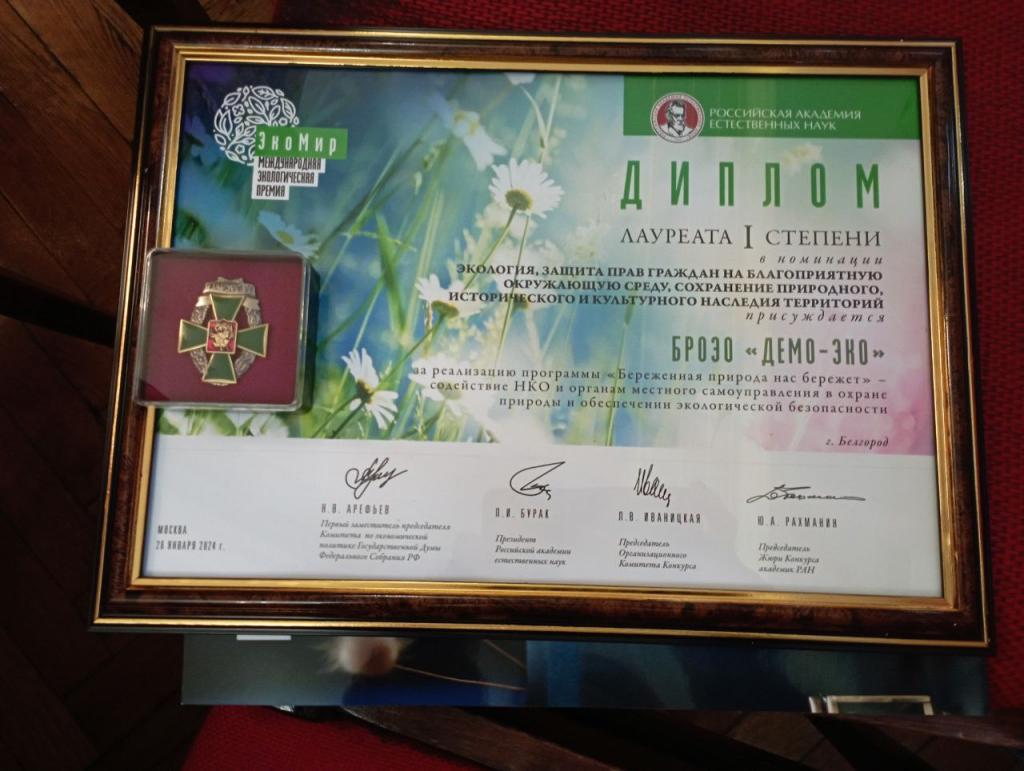 ЭкоМир
МЕЖДУНАРОДНАЯ
ЭКОЛОГИЧЕСКАЯ
ПРЕМИЯ
РОССИЙСКАЯ АКАДЕМИЯ
ЕСТЕСТВЕННЫХ НАУК
ДИПЛОМ
ЛАУРЕАТА I СТЕПЕНИ
в номинации
ЭКОЛОГИЯ, ЗАЩИТА ПРАВ ГРАЖДАН НА БЛАГОПРИЯТНУЮ
ОКРУЖАЮЩУЮ СРЕДУ, СОХРАНЕНИЕ ПРИРОДНОГО,
ИСТОРИЧЕСКОГО И КУЛЬТУРНОГО НАСЛЕДИЯ ТЕРРИТОРИЙ
присуждается
БРОЭО «ДЕМО-ЭКО»
за реализацию программы «Береженная природа нас бережет» –
содействие НКО и органам местного самоуправления в охране
природы и обеспечении экологической безопасности
г. Белгород
МОСКВА
26 ЯНВАРЯ 2024 г.
Н.В. АРЕФЬЕВ
Первый заместитель председателя
Комитета по экономической
политике Государственной Думы
Федерального Собрания РФ
П.И. БУРАК
Президент
Российской академии
естественных наук
Л.В. ИВАНИЦКАЯ
Председатель
Организационного
Комитета Конкурса
Ю.А. РАХМАНИН
Председатель
Жюри Конкурса
академик РАН